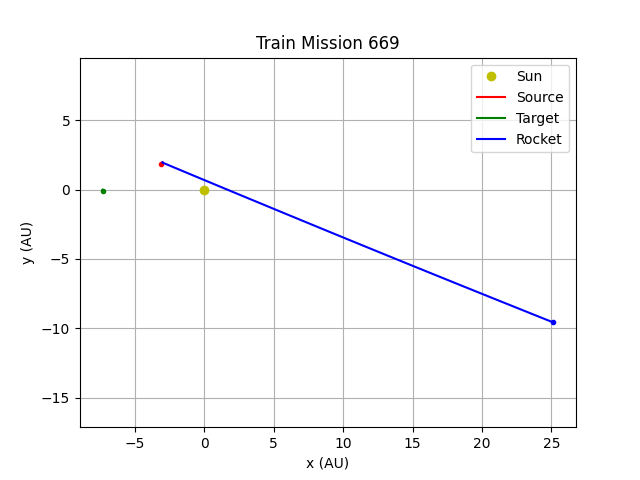 Train Mission 669
Sun
Source
Target
Rocket
5
0
−5
−10
−15
y (AU)
−5
0
5
10
15
20
25
x (AU)